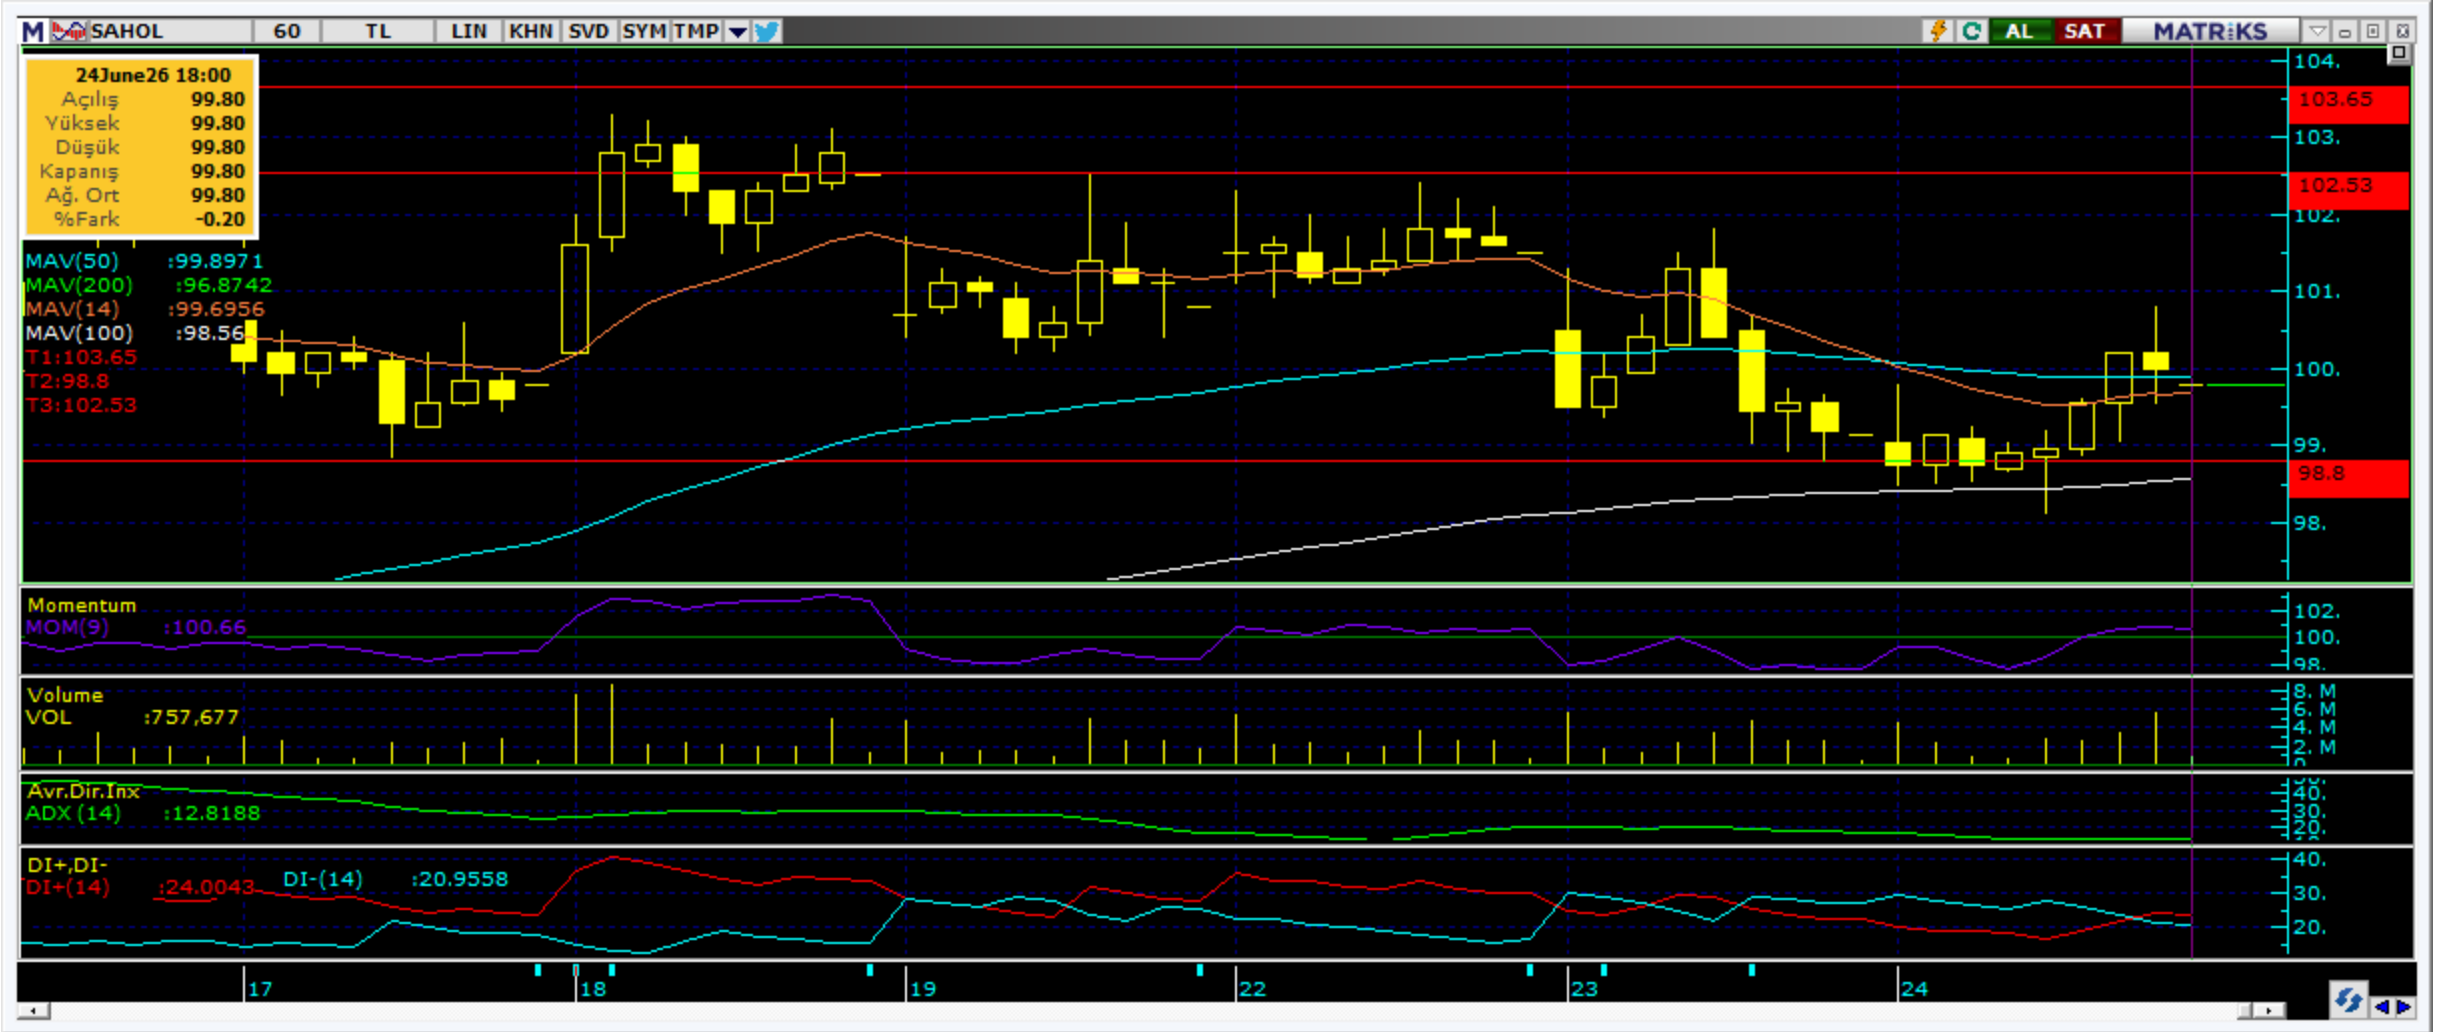 M SAHOL 60 TL LIN KHN SVD SYM TMP AL SAT MATRiKS
24June26 18:00
Açılış 99.80
Yüksek 99.80
Düşük 99.80
Kapanış 99.80
Ağ. Ort 99.80
%Fark -0.20
MAV(50) :99.8971
MAV(200) :96.8742
MAV(14) :99.6956
MAV(100) :98.56
T1:103.65
T2:98.8
T3:102.53
104.
103.65
103.
102.53
102.
101.
100.
99.
98.8
98.
Momentum
MOM(9) :100.66
102.
100.
98.
Volume
VOL :757,677
8. M
6. M
4. M
2. M
Avr.Dir.Inx
ADX (14) :12.8188
40.
30.
20.
DI+,DI-
DI+(14) :24.0043 DI-(14) :20.9558
40.
30.
20.
17 18 19 22 23 24